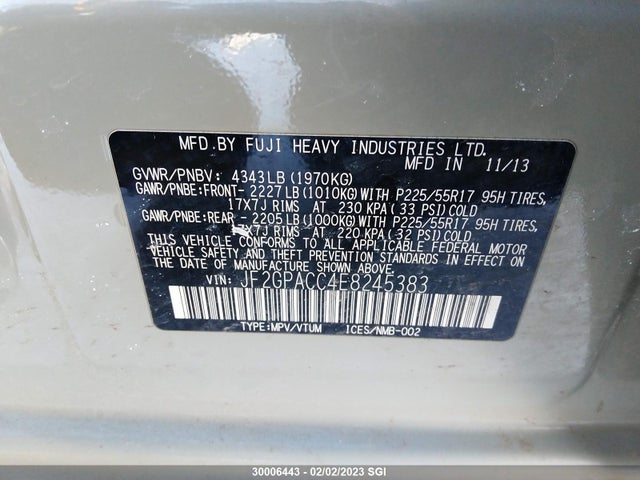 MFD.BY FUJI HEAVY INDUSTRIES LTD.
MFD IN 11/13
GVWR/PNBV: 4343LB (1970KG)
GAWR/PNBE:FRONT- 2227LB (1010KG)WITH P225/55R17 95H TIRES,
17X7J RIMS AT 230 KPA(33 PSI)COLD
GAWR/PNBE:REAR - 2205LB (1000KG)WITH P225/55R17 95H TIRES,
X7J RIMS AT 220 KPA(32 PSI)COLD
THIS VEHICLE CONFORMS TO ALL APPLICABLE FEDERAL MOTOR
VEHICLE SAFETY AND THEFT PREVENTION STANDARDS IN EFFECT
ON THE DATE OF MANUFACTURE SHOWN ABOVE.
VIN: JF2GPACC4E8245383
TYPE:MPV/VTUM ICES/NMB-002
30006443 - 02/02/2023 SGI